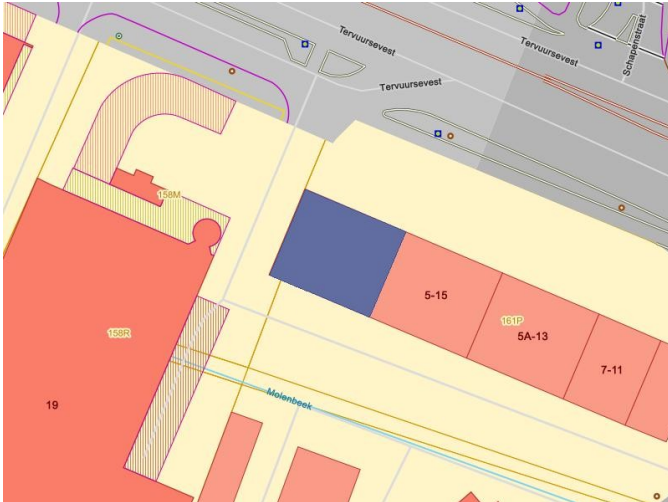 Tervuursevest
Tervuursevest
Schapenstraat
Tervuursevest
158M
5-15
161P
5A-13
7-11
158R
19
Molenbeek